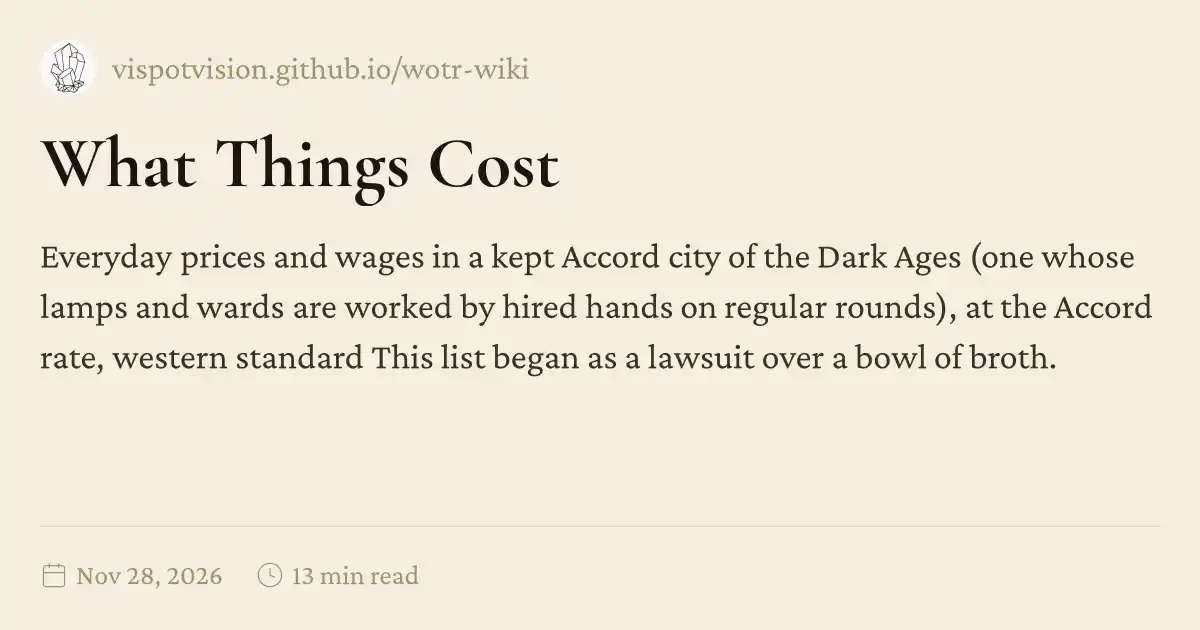 vispotvision.github.io/wotr-wiki
What Things Cost
Everyday prices and wages in a kept Accord city of the Dark Ages (one whose
lamps and wards are worked by hired hands on regular rounds), at the Accord
rate, western standard This list began as a lawsuit over a bowl of broth.
Nov 28, 2026
13 min read